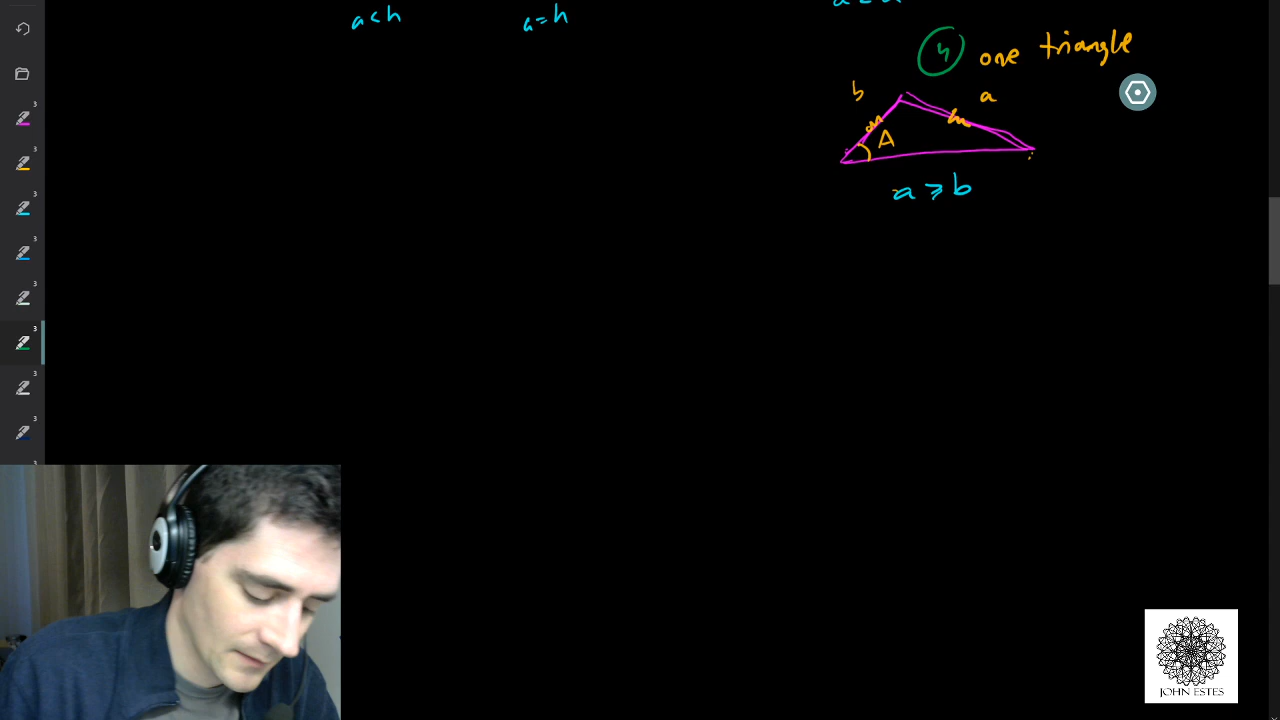 a < h
a = h
4 one triangle
b
a
A
a ⩾ b
JOHN ESTES